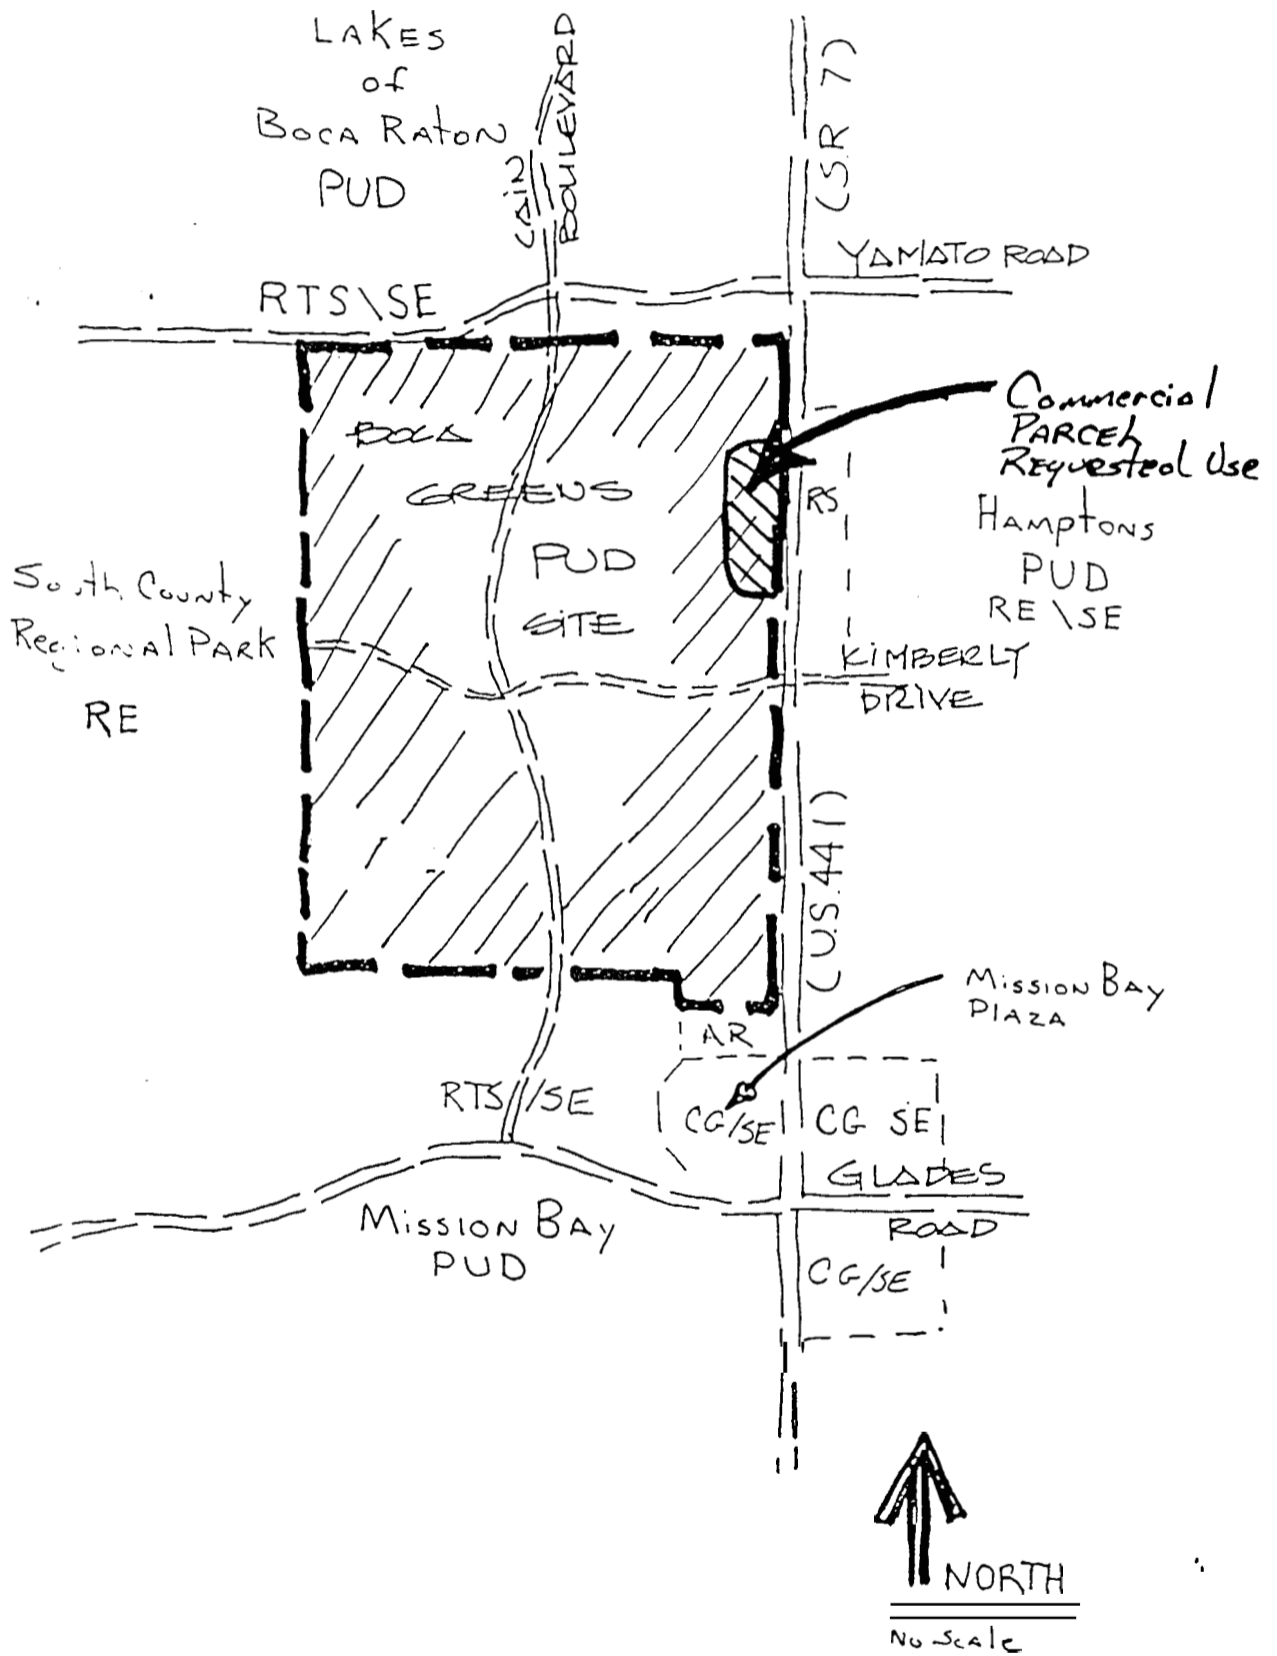 LAKES
of
BOCA RATON
PUD
CAIN
BOULEVARD
(S.R 7)
YAMATO ROAD
RTS\SE
Commercial
PARCEL
Requested Use
BOCA
GREENS
PUD
SITE
RS
Hamptons
PUD
RE\SE
South County
Regional PARK
RE
KIMBERLY
DRIVE
(U.S. 441)
Mission Bay
PLAZA
AR
RTS/SE
CG/SE
CG SE
GLADES
ROAD
Mission Bay
PUD
CG/SE
NORTH
No Scale